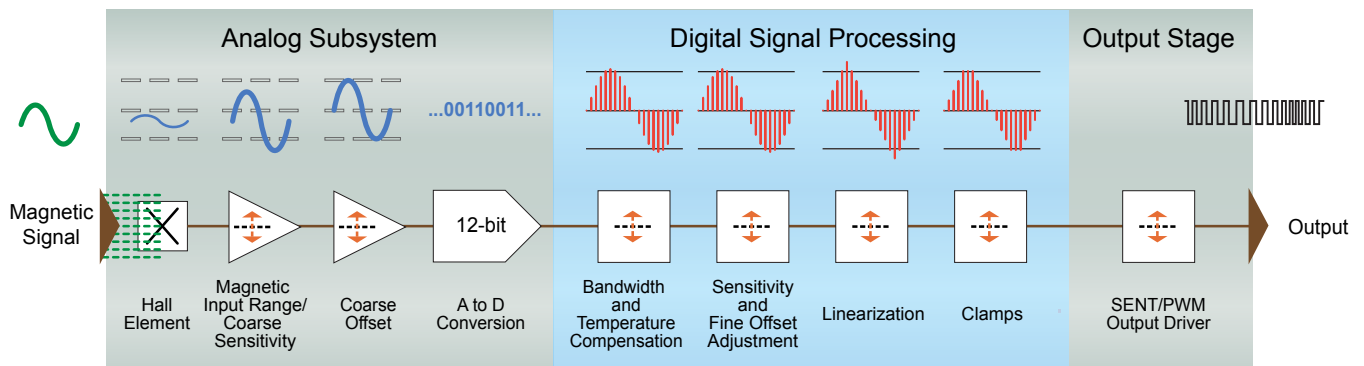 Analog Subsystem
Digital Signal Processing
Output Stage
...00110011...
Magnetic
Signal
12-bit
Output
Hall
Element
Magnetic
Input Range/
Coarse
Sensitivity
Coarse
Offset
A to D
Conversion
Bandwidth
and
Temperature
Compensation
Sensitivity
and
Fine Offset
Adjustment
Linearization
Clamps
SENT/PWM
Output Driver